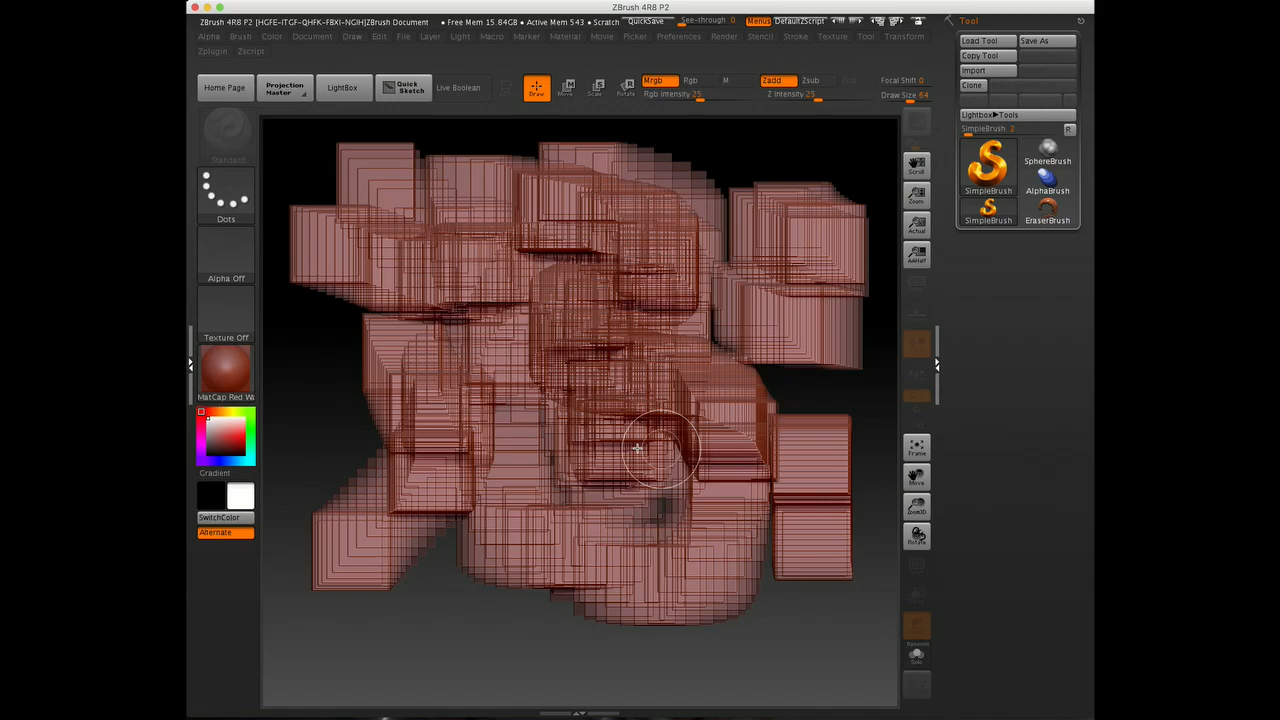 ZBrush 4R8 P2
ZBrush 4R8 P2 [HGFE-ITGF-QHFK-FBXI-NGIH]ZBrush Document • Free Mem 15.84GB • Active Mem 543 • Scratch QuickSave See-through 0 Menus DefaultZScript
Tool
Alpha Brush Color Document Draw Edit File Layer Light Macro Marker Material Movie Picker Preferences Render Stencil Stroke Texture Tool Transform
Zplugin Zscript
Load Tool Save As
Copy Tool
Import
Clone
Home Page Projection Master LightBox Quick Sketch Live Boolean
Draw Move Scale Rotate
Mrgb Rgb M
Rgb Intensity 25
Zadd Zsub
Z Intensity 25
Focal Shift 0
Draw Size 64
Lightbox▶Tools
SimpleBrush. 2 R
SimpleBrush SphereBrush
AlphaBrush
SimpleBrush EraserBrush
Standard
Dots
Alpha Off
Texture Off
MatCap Red W
Gradient
SwitchColor
Alternate
Scroll
Zoom
Actual
AAHalf
Frame
Move
Zoom3D
Rotate
Dynamic
Solo